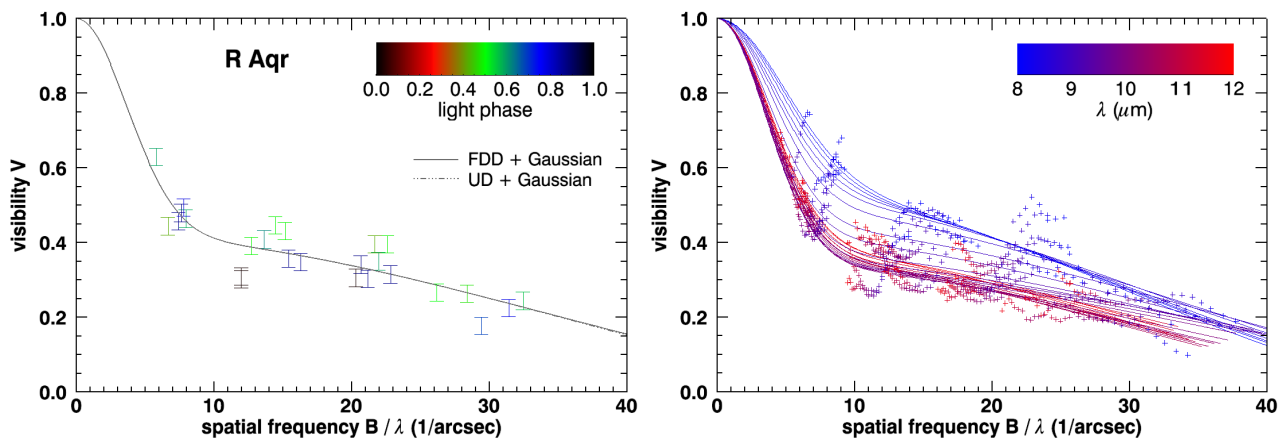 1.0
0.8
0.6
0.4
0.2
0.0
visibility V
R Aqr
0.0 0.2 0.4 0.6 0.8 1.0
light phase
FDD + Gaussian
UD + Gaussian
0 10 20 30 40
spatial frequency B / λ (1/arcsec)
1.0
0.8
0.6
0.4
0.2
0.0
visibility V
8 9 10 11 12
λ (μm)
0 10 20 30 40
spatial frequency B / λ (1/arcsec)